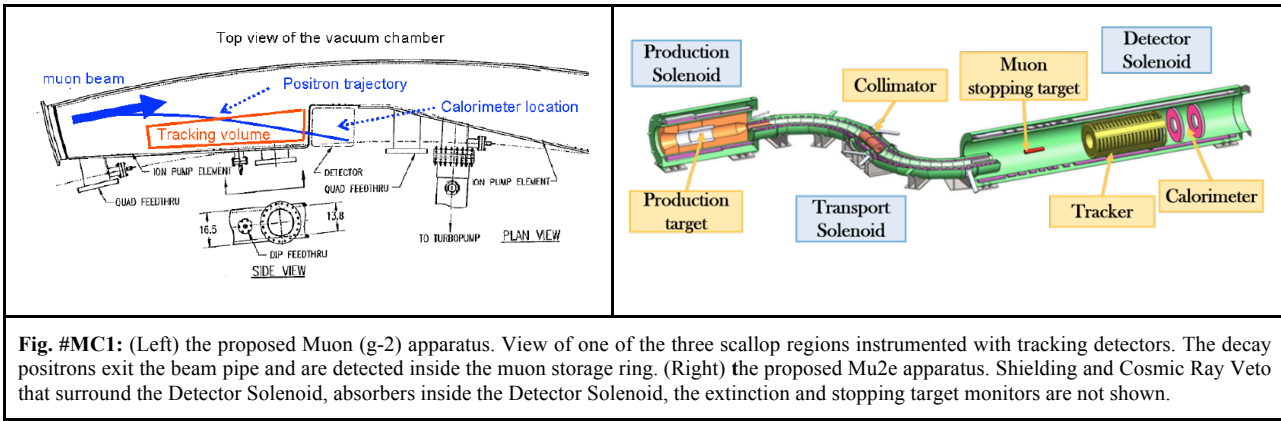 Top view of the vacuum chamber
muon beam
Positron trajectory
Calorimeter location
Tracking volume
ION PUMP ELEMENT
DETECTOR
QUAD FEEDTHRU
ION PUMP ELEMENT
QUAD FEEDTHRU
16.5
13.8
DIP FEEDTHRU
SIDE VIEW
TO TURBOPUMP
PLAN VIEW
Production
Solenoid
Collimator
Muon
stopping target
Detector
Solenoid
Production
target
Transport
Solenoid
Tracker
Calorimeter
Fig. #MC1: (Left) the proposed Muon (g-2) apparatus. View of one of the three scallop regions instrumented with tracking detectors. The decay
positrons exit the beam pipe and are detected inside the muon storage ring. (Right) the proposed Mu2e apparatus. Shielding and Cosmic Ray Veto
that surround the Detector Solenoid, absorbers inside the Detector Solenoid, the extinction and stopping target monitors are not shown.